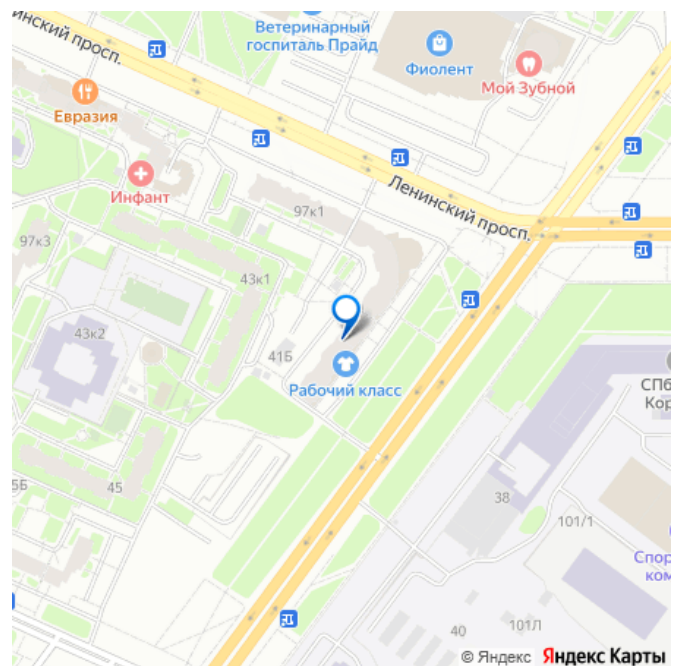 Ветеринарный
госпиталь Прайд
инский просп.
Фиолент
Мой Зубной
Евразия
Инфант
Ленинский просп.
97к1
97к3
43к1
43к2
41Б
Рабочий класс
СПб
Кор
45
5Б
38
101/1
Спор
ком
40
101Л
© Яндекс Яндекс Карты